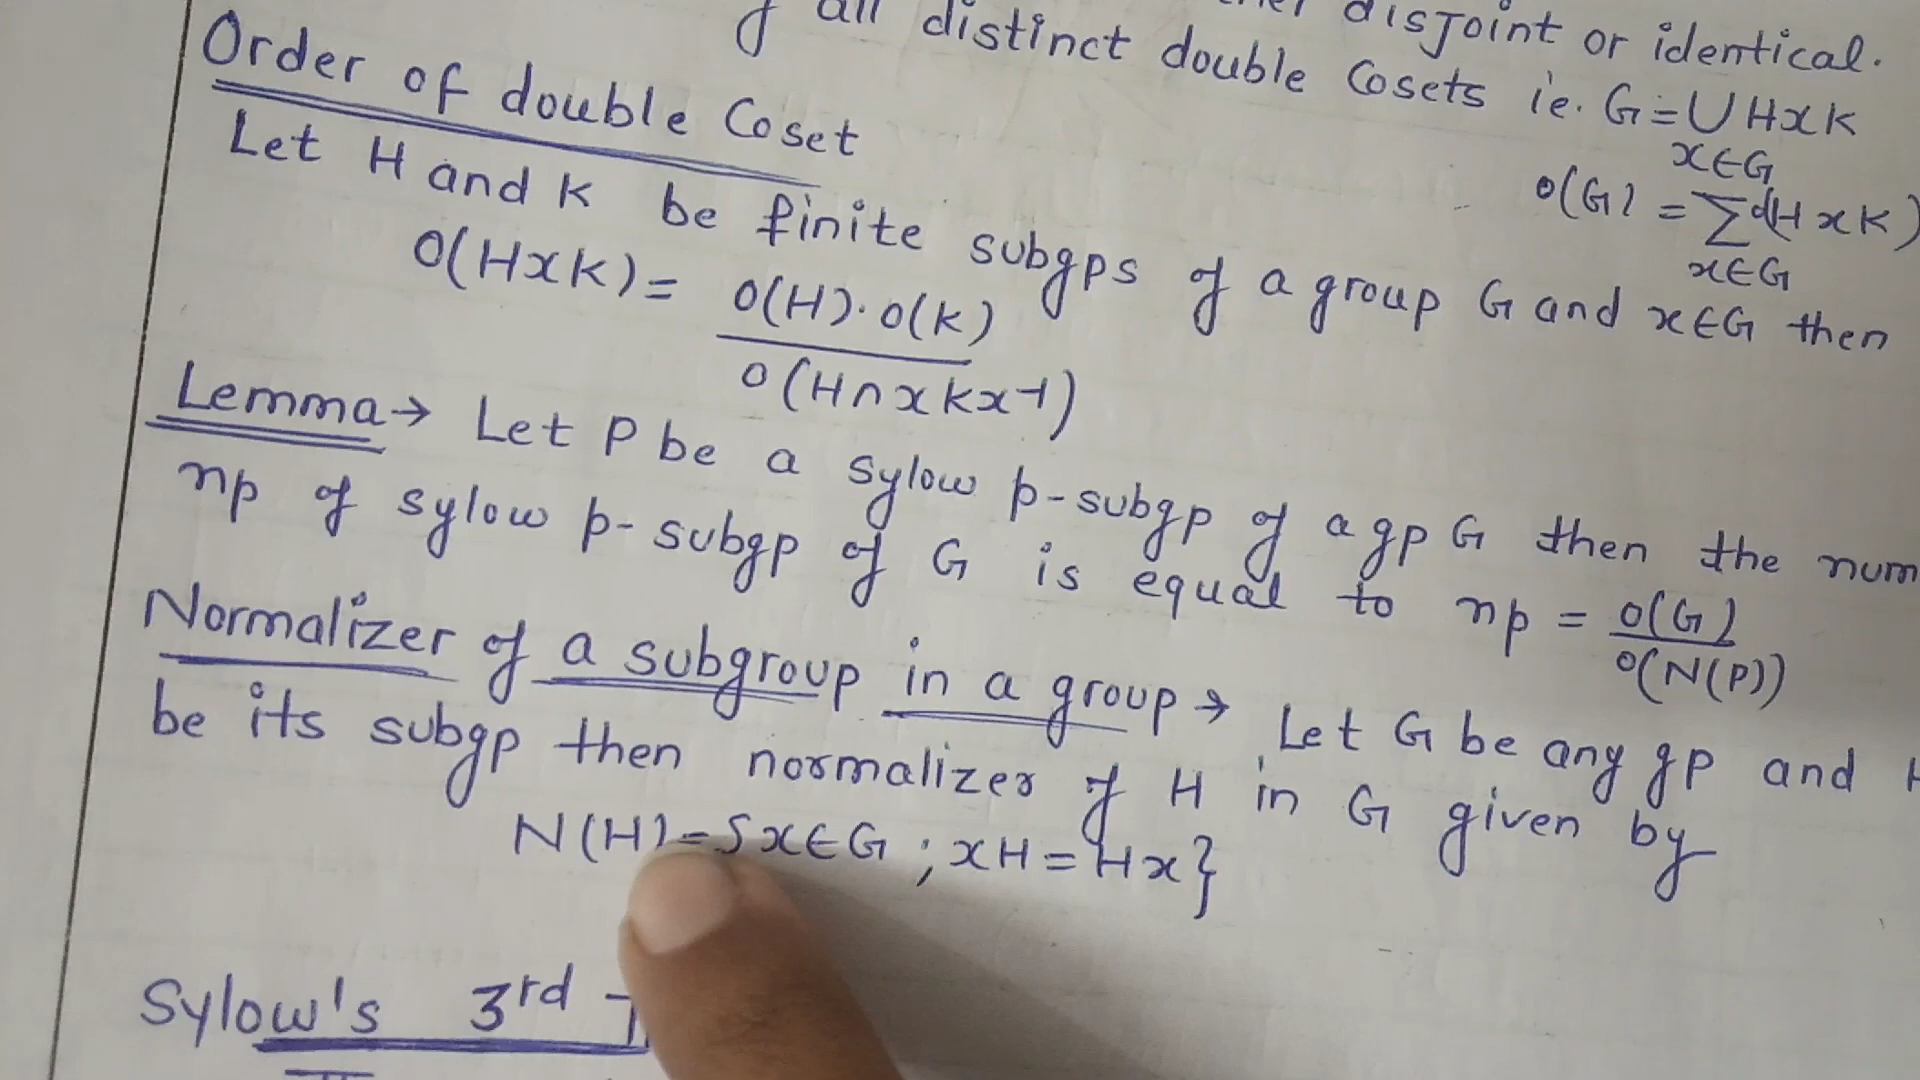 disjoint or identical.
of all distinct double Cosets ie. G = ∪ HxK
x∈G
Order of double Coset
o(G) = Σ o(HxK)
x∈G
Let H and K be finite subgps of a group G and x∈G then
O(HxK) = O(H).O(K)
O(H∩xKx-1)
Lemma→ Let P be a sylow p-subgp of a gp G then the num
np of sylow p-subgp of G is equal to np = O(G)
O(N(P))
Normalizer of a subgroup in a group→ Let G be any gp and H
be its subgp then normalizer of H in G given by
N(H) = {x∈G ; xH = Hx}
Sylow's 3rd